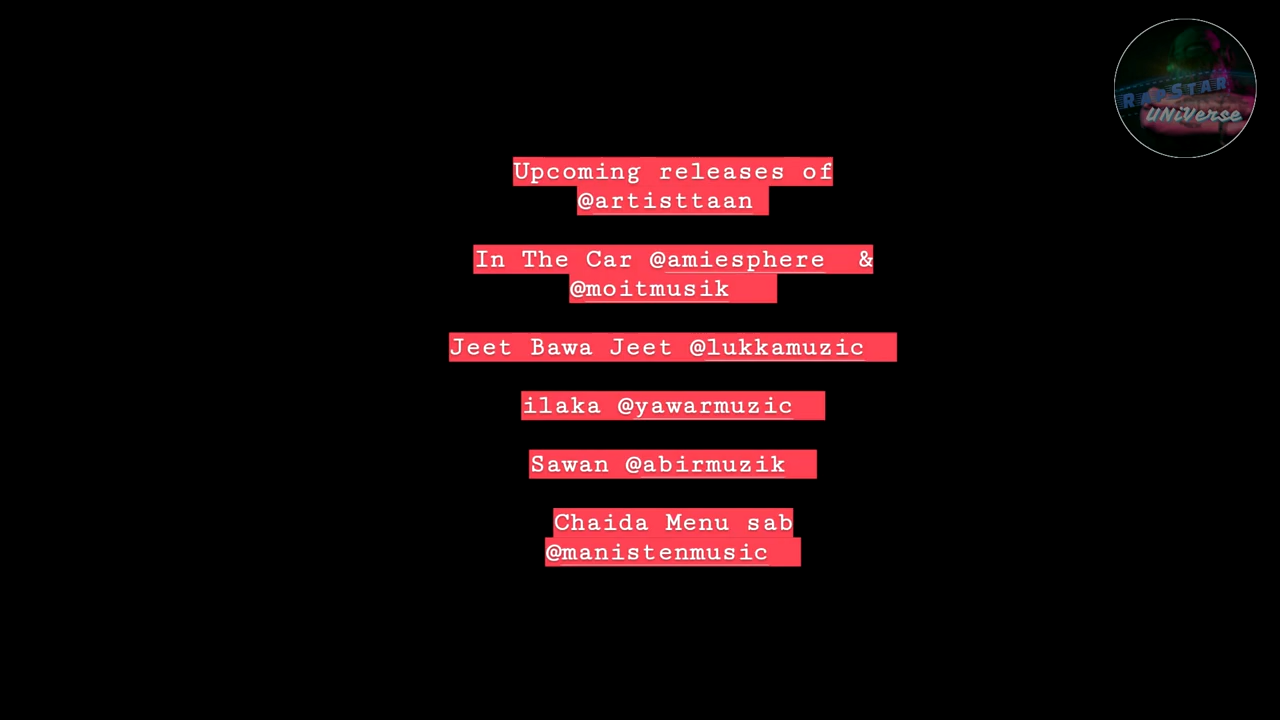 RapStar
UNiVerse
Upcoming releases of
@artisttaan
In The Car @amiesphere &
@moitmusik
Jeet Bawa Jeet @lukkamuzic
ilaka @yawarmuzic
Sawan @abirmuzik
Chaida Menu sab
@manistenmusic